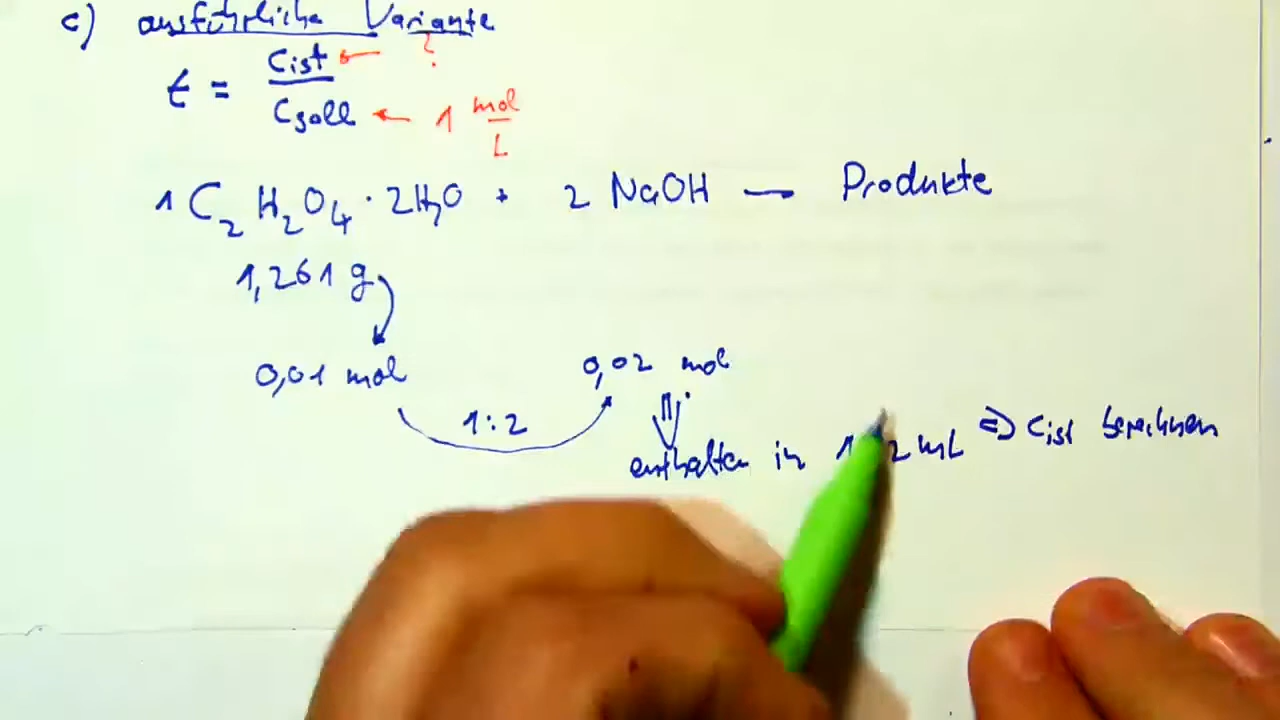 c) ausführliche Variante
t = Cist / Csoll ← ?
← 1 mol/L
1 C2H2O4 · 2H2O + 2 NaOH — Produkte
1,261 g
0,01 mol 0,02 mol
1:2
enthalten in mL ⇒ Cist berechnen